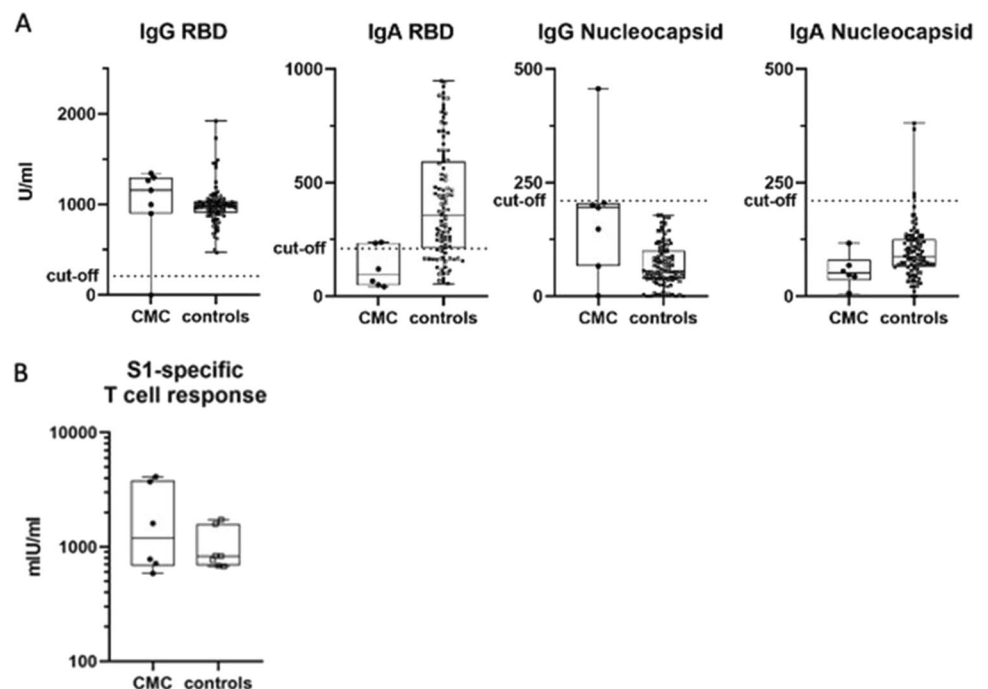 A
IgG RBD
IgA RBD
IgG Nucleocapsid
IgA Nucleocapsid
U/ml
2000
1000
cut-off
0
CMC controls
1000
500
cut-off
0
CMC controls
500
250
cut-off
0
CMC controls
500
250
cut-off
0
CMC controls
B
S1-specific
T cell response
mIU/ml
10000
1000
100
CMC controls